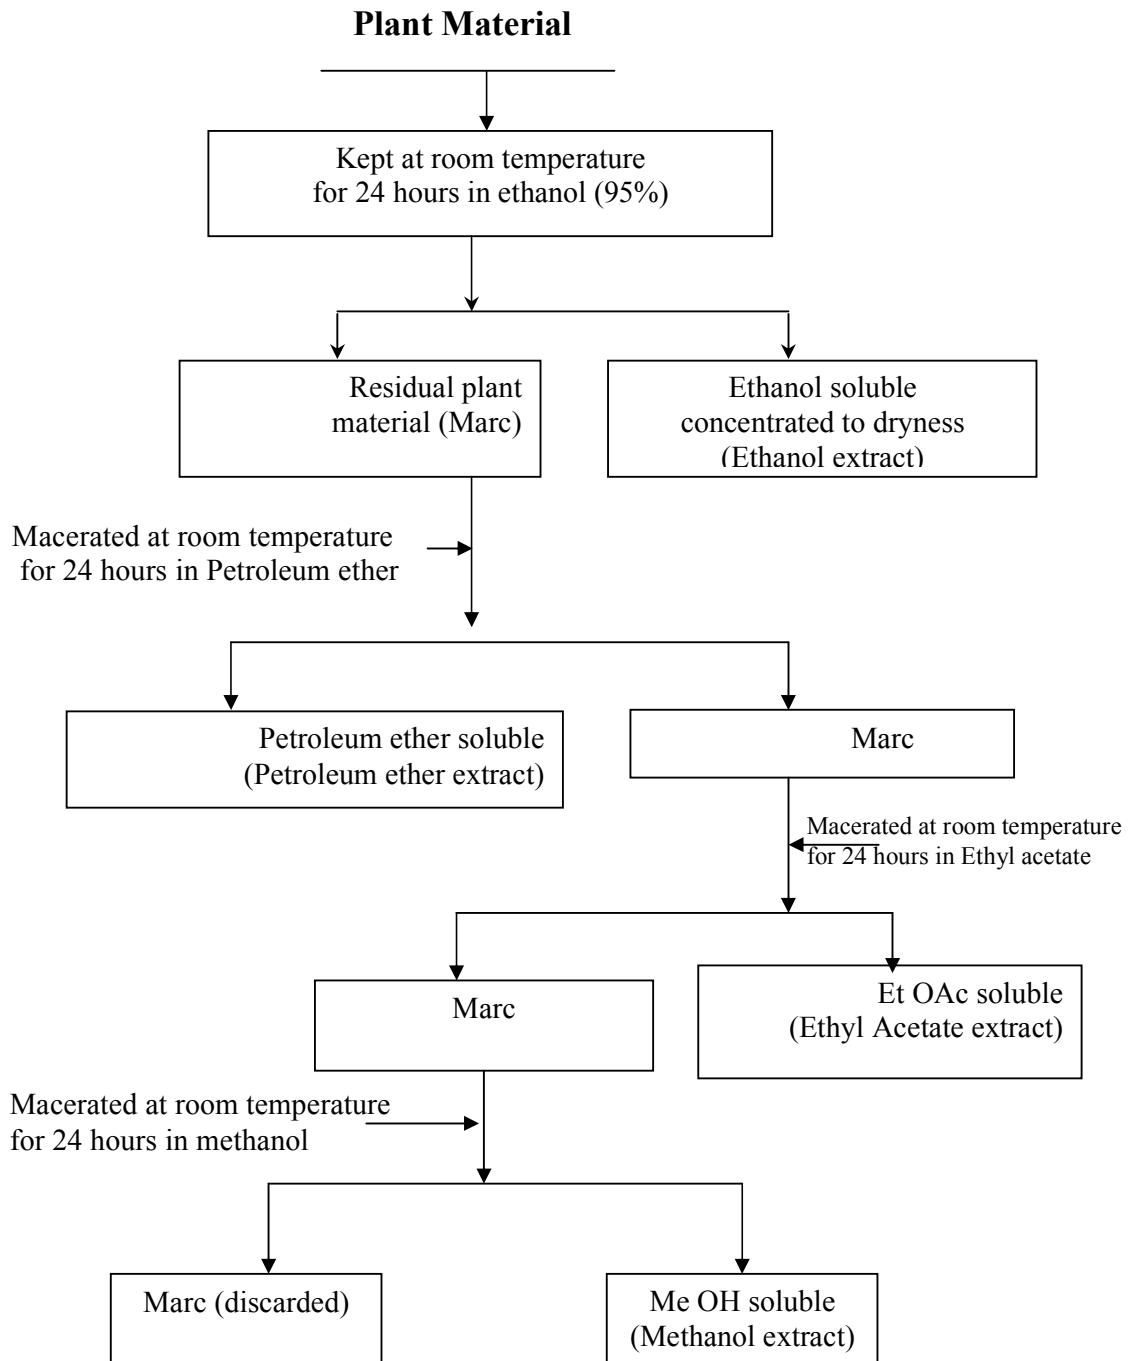 Plant Material
Kept at room temperature
for 24 hours in ethanol (95%)
Residual plant
material (Marc)
Ethanol soluble
concentrated to dryness
(Ethanol extract)
Macerated at room temperature
for 24 hours in Petroleum ether
Petroleum ether soluble
(Petroleum ether extract)
Marc
Macerated at room temperature
for 24 hours in Ethyl acetate
Marc
Et OAc soluble
(Ethyl Acetate extract)
Macerated at room temperature
for 24 hours in methanol
Marc (discarded)
Me OH soluble
(Methanol extract)